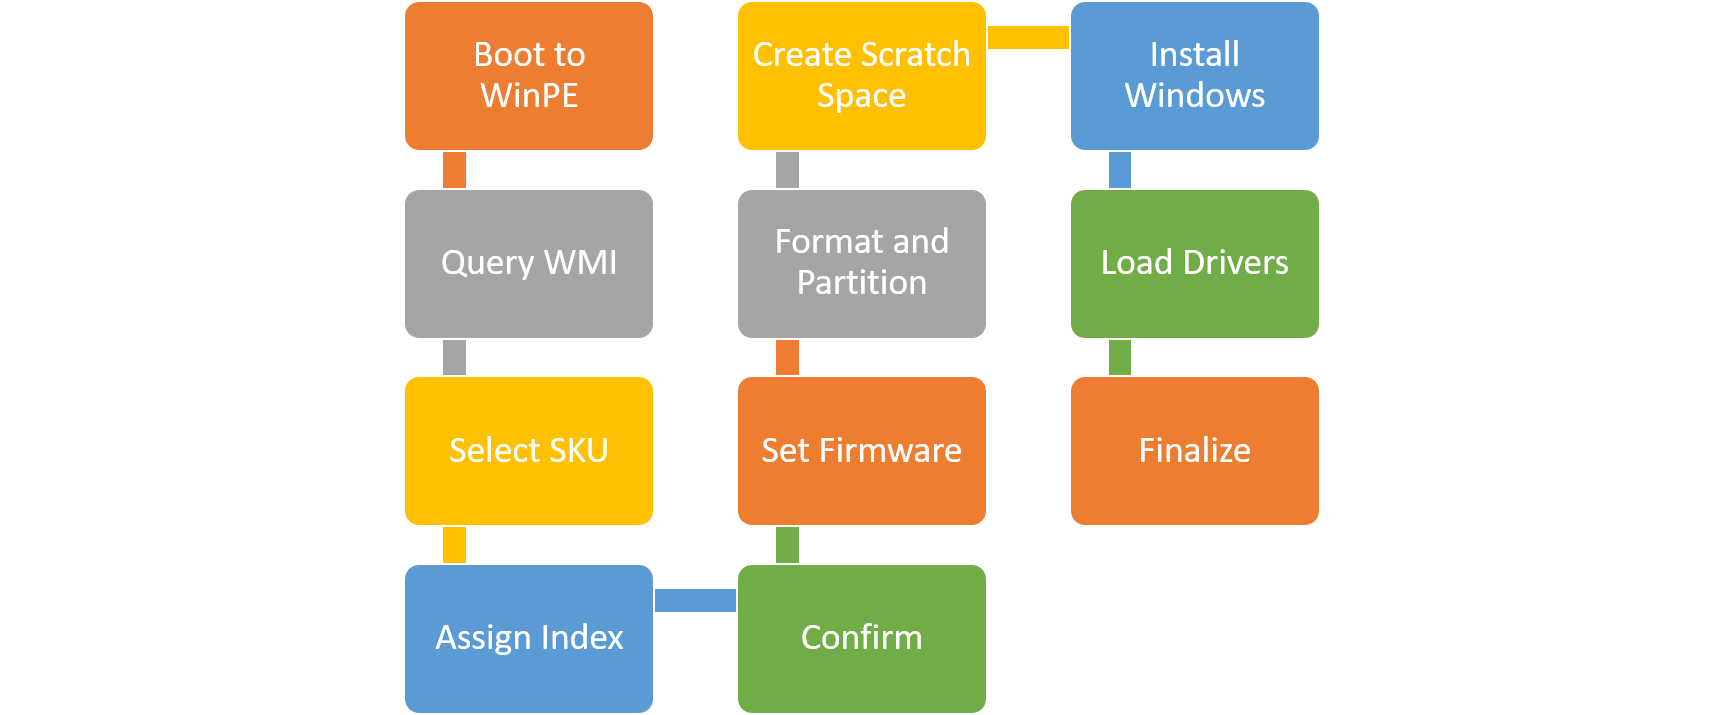 Boot to
WinPE
Query WMI
Select SKU
Assign Index
Confirm
Set Firmware
Format and
Partition
Create Scratch
Space
Install
Windows
Load Drivers
Finalize